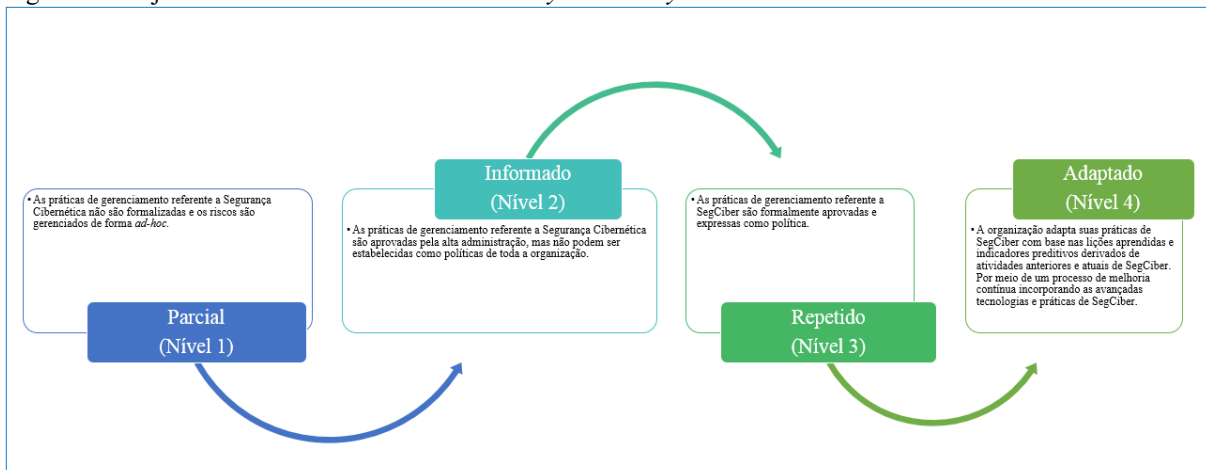 • As práticas de gerenciamento referente a Segurança
Cibernética não são formalizadas e os riscos são
gerenciados de forma ad-hoc.
Parcial
(Nível 1)
Informado
(Nível 2)
• As práticas de gerenciamento referente a Segurança Cibernética
são aprovadas pela alta administração, mas não podem ser
estabelecidas como políticas de toda a organização.
• As práticas de gerenciamento referente a
SegCiber são formalmente aprovadas e
expressas como política.
Repetido
(Nível 3)
Adaptado
(Nível 4)
• A organização adapta suas práticas de
SegCiber com base nas lições aprendidas e
indicadores preditivos derivados de
atividades anteriores e atuais de SegCiber.
Por meio de um processo de melhoria
contínua incorporando as avançadas
tecnologias e práticas de SegCiber.